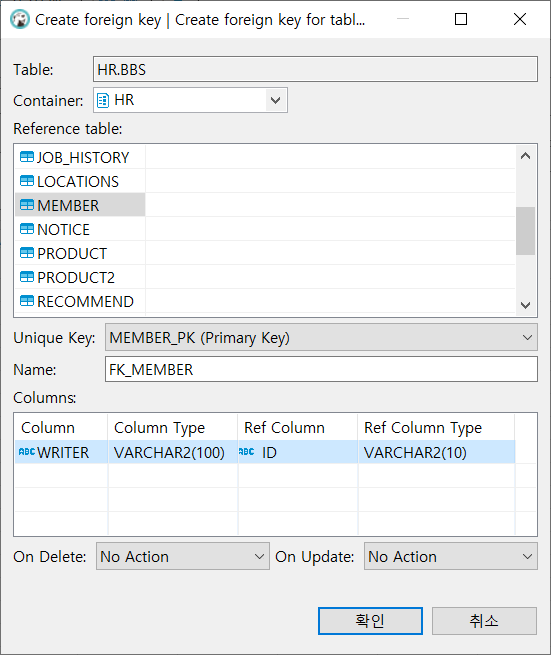 Create foreign key | Create foreign key for tabl...
Table: HR.BBS
Container: HR
Reference table:
JOB_HISTORY
LOCATIONS
MEMBER
NOTICE
PRODUCT
PRODUCT2
RECOMMEND
Unique Key: MEMBER_PK (Primary Key)
Name: FK_MEMBER
Columns:
Column Column Type Ref Column Ref Column Type
ABC WRITER VARCHAR2(100) ABC ID VARCHAR2(10)
On Delete: No Action On Update: No Action
확인 취소